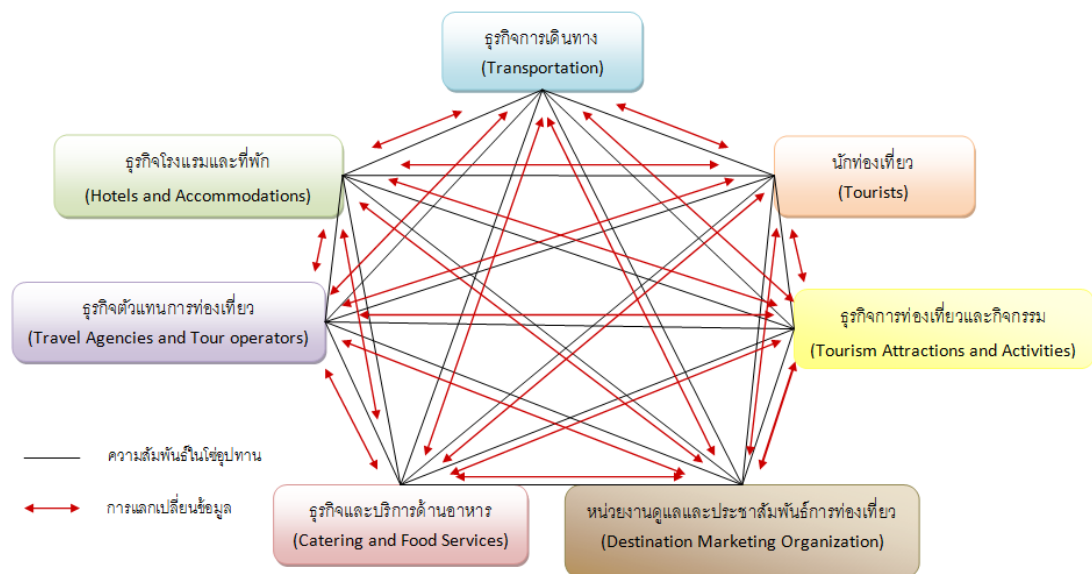 ธุรกิจการเดินทาง
(Transportation)
ธุรกิจโรงแรมและที่พัก
(Hotels and Accommodations)
นักท่องเที่ยว
(Tourists)
ธุรกิจตัวแทนการท่องเที่ยว
(Travel Agencies and Tour operators)
ธุรกิจการท่องเที่ยวและกิจกรรม
(Tourism Attractions and Activities)
ความสัมพันธ์ในโซ่อุปทาน
การแลกเปลี่ยนข้อมูล
ธุรกิจและบริการด้านอาหาร
(Catering and Food Services)
หน่วยงานดูแลและประชาสัมพันธ์การท่องเที่ยว
(Destination Marketing Organization)